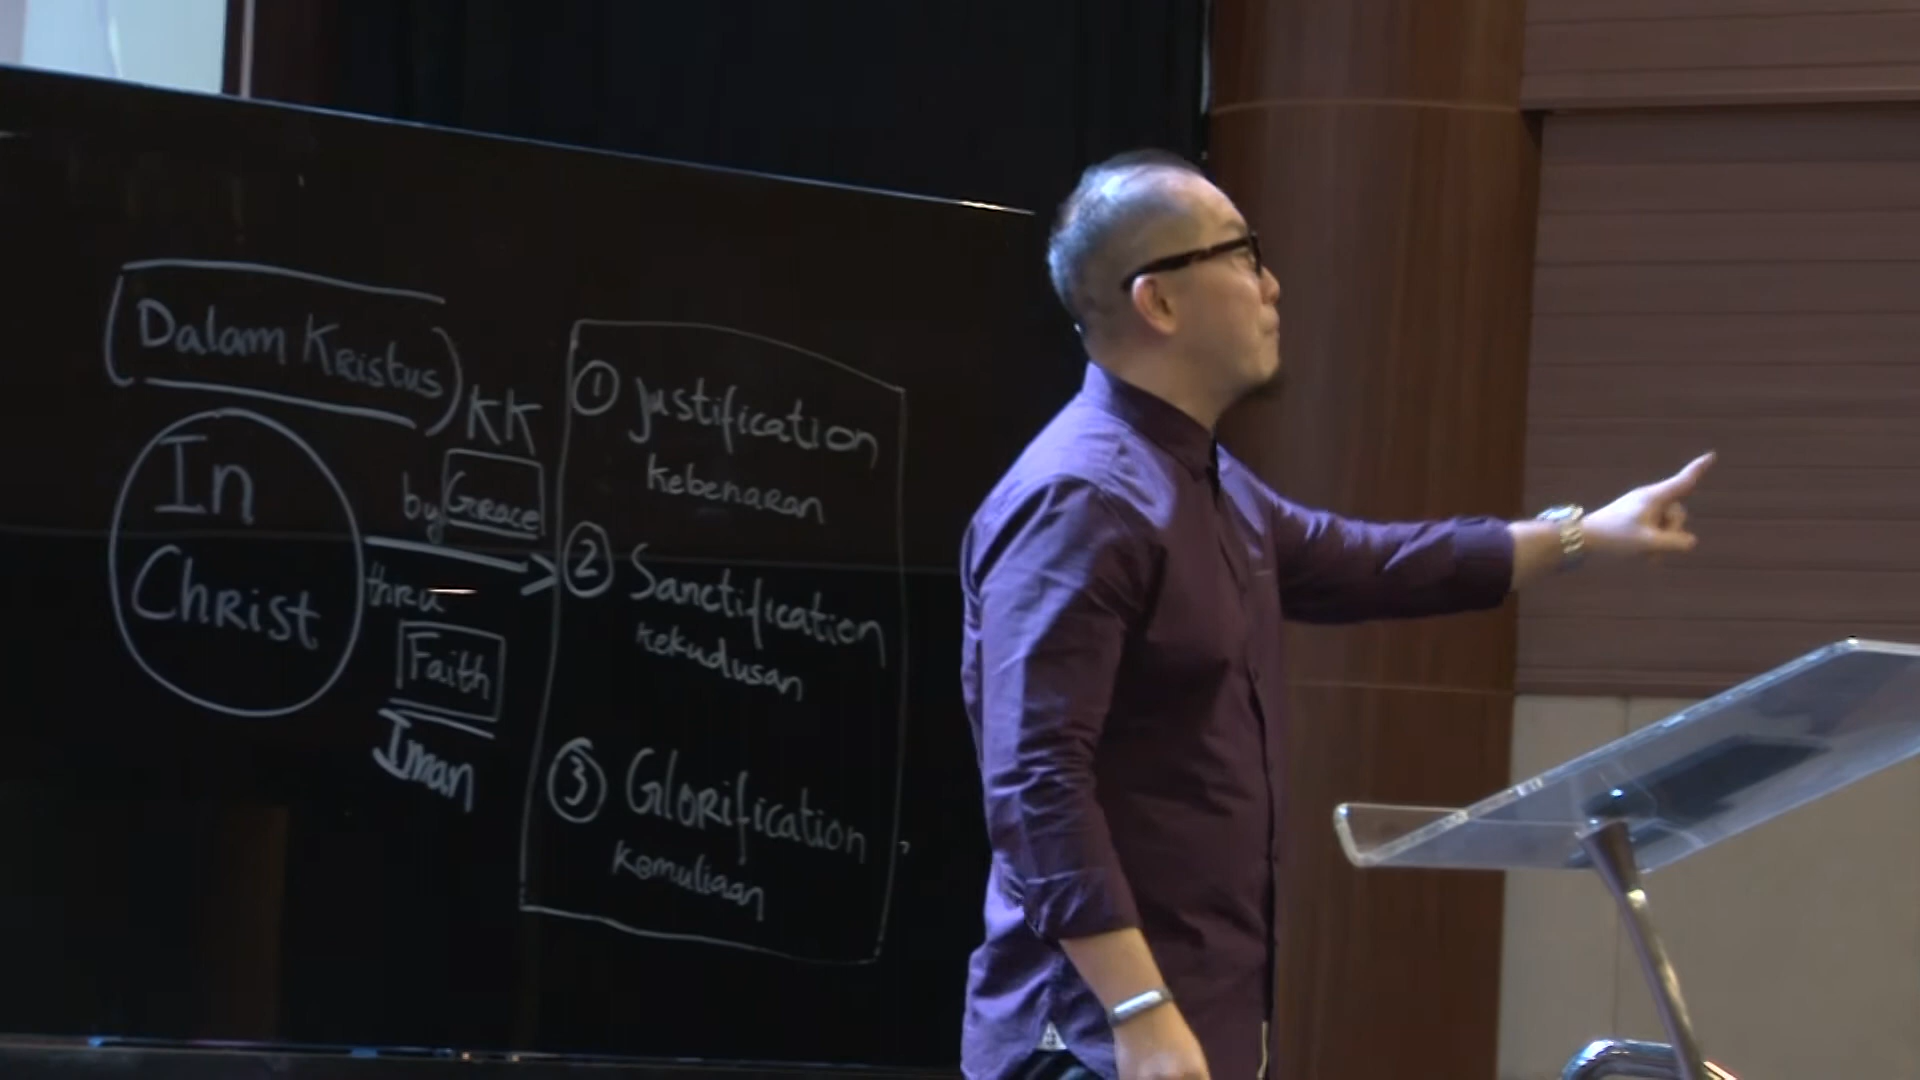 Dalam Kristus
In
Christ
KK
by Grace
thru
Faith
Iman
1 justification
kebenaran
2 Sanctification
kekudusan
3 Glorification
kemuliaan